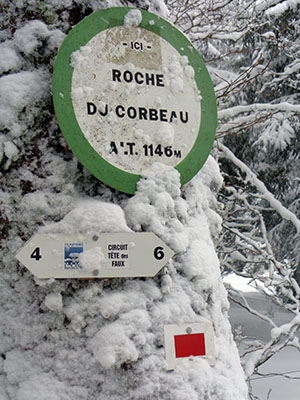 - ICI -
ROCHE
DU CORBEAU
ALT. 1146 M
4
CIRCUIT
TÊTE des
FAUX
6